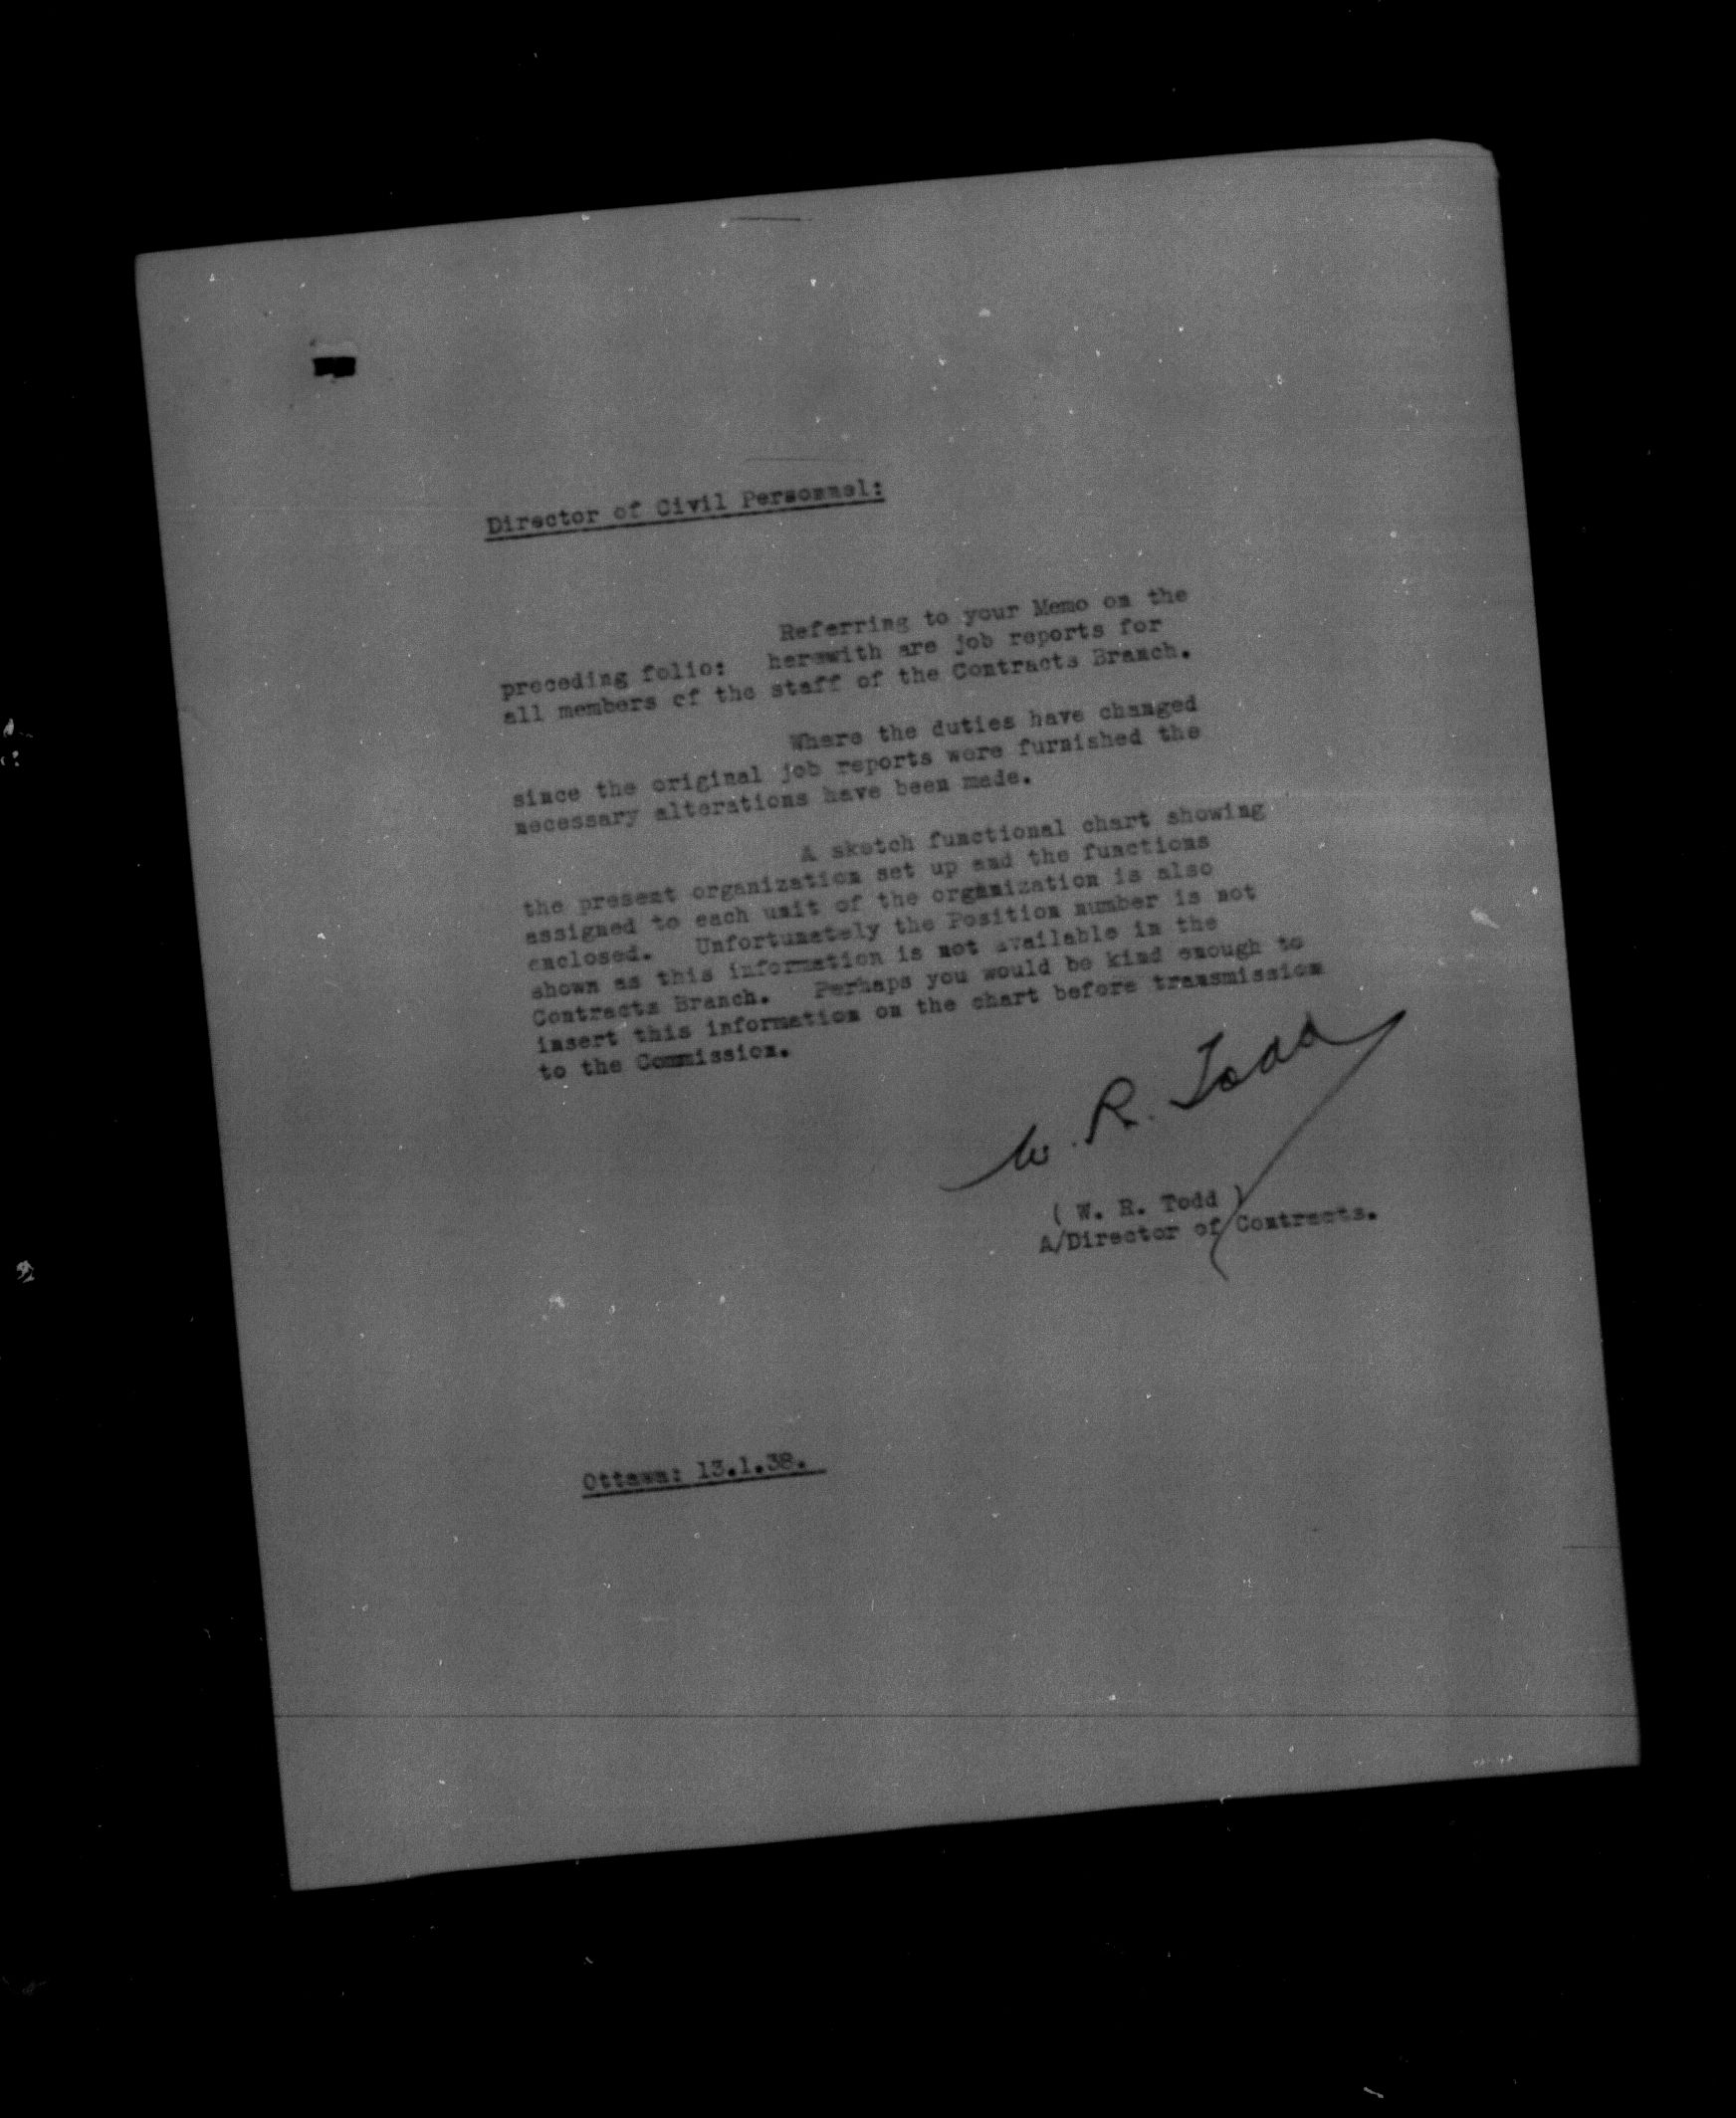 Director of Civil Personnel:
Referring to your Memo on the
preceding folio: herewith are job reports for
all members of the staff of the Contracts Branch.
Where the duties have changed
since the original job reports were furnished the
necessary alterations have been made.
A sketch functional chart showing
the present organization set up and the functions
assigned to each unit of the organization is also
enclosed. Unfortunately the Position number is not
shown as this information is not available in the
Contracts Branch. Perhaps you would be kind enough to
insert this information on the chart before transmission
to the Commission.
W. R. Todd
( W. R. Todd )
A/Director of Contracts.
Ottawa: 13.1.38.